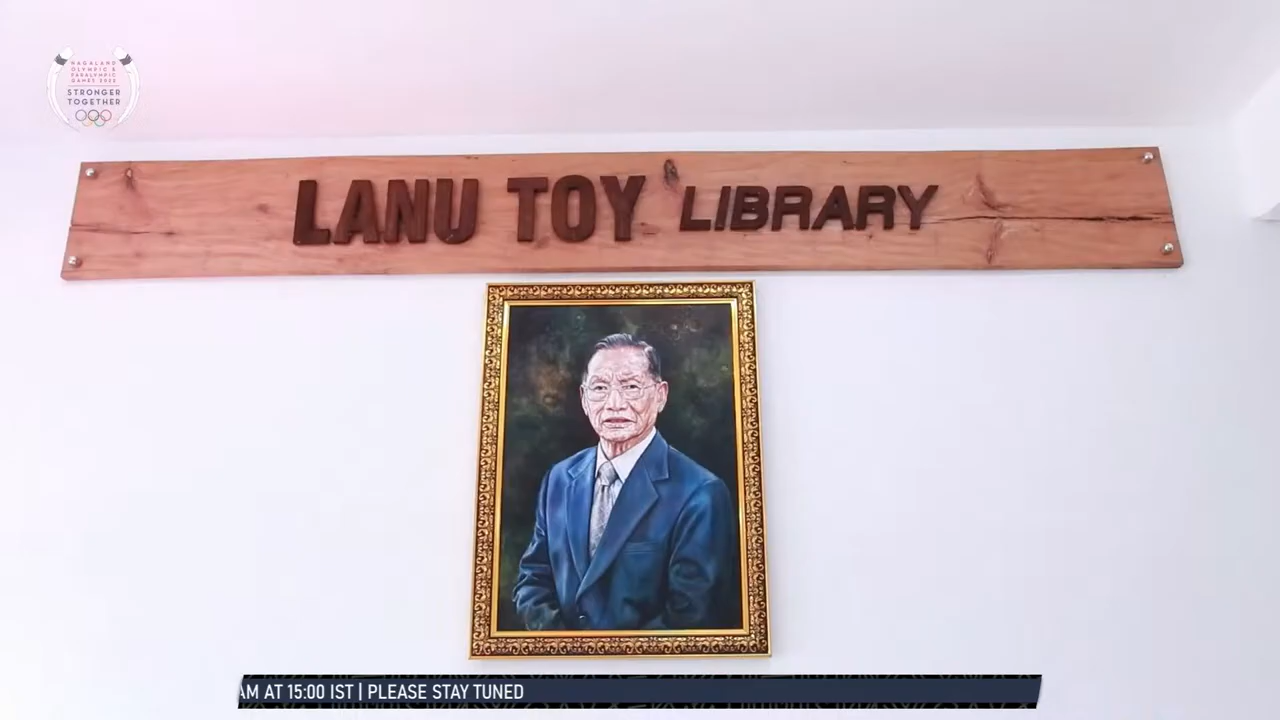 NAGALAND
OLYMPIC &
PARALYMPIC
GAMES 2022
STRONGER
TOGETHER
LANU TOY LIBRARY
AM AT 15:00 IST | PLEASE STAY TUNED